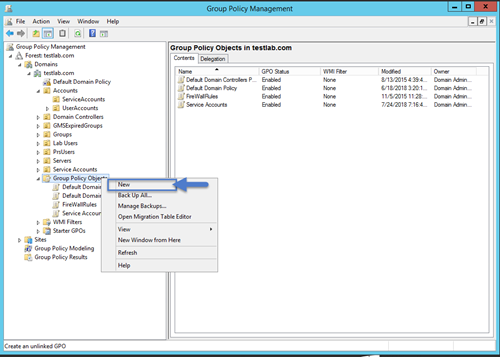 Group Policy Management
File Action View Window Help
Group Policy Management
Forest: testlab.com
Domains
testlab.com
Default Domain Policy
Accounts
ServiceAccounts
UserAccounts
Domain Controllers
GMSExpiredGroups
Groups
Lab Users
PrsUsers
Servers
Service Accounts
Group Policy Objects
Default Domai
Default Domai
FireWallRules
Service Accou
WMI Filters
Starter GPOs
Sites
Group Policy Modeling
Group Policy Results
New
Back Up All...
Manage Backups...
Open Migration Table Editor
View
New Window from Here
Refresh
Help
Group Policy Objects in testlab.com
Contents Delegation
Name GPO Status WMI Filter Modified Owner
Default Domain Controllers P... Enabled None 8/13/2015 4:39:4... Domain Admin...
Default Domain Policy Enabled None 6/18/2018 3:20:1... Domain Admin...
FireWallRules Enabled None 11/5/2015 11:28:... Domain Admin...
Service Accounts Enabled None 7/24/2018 7:16:4... Domain Admin...
Create an unlinked GPO